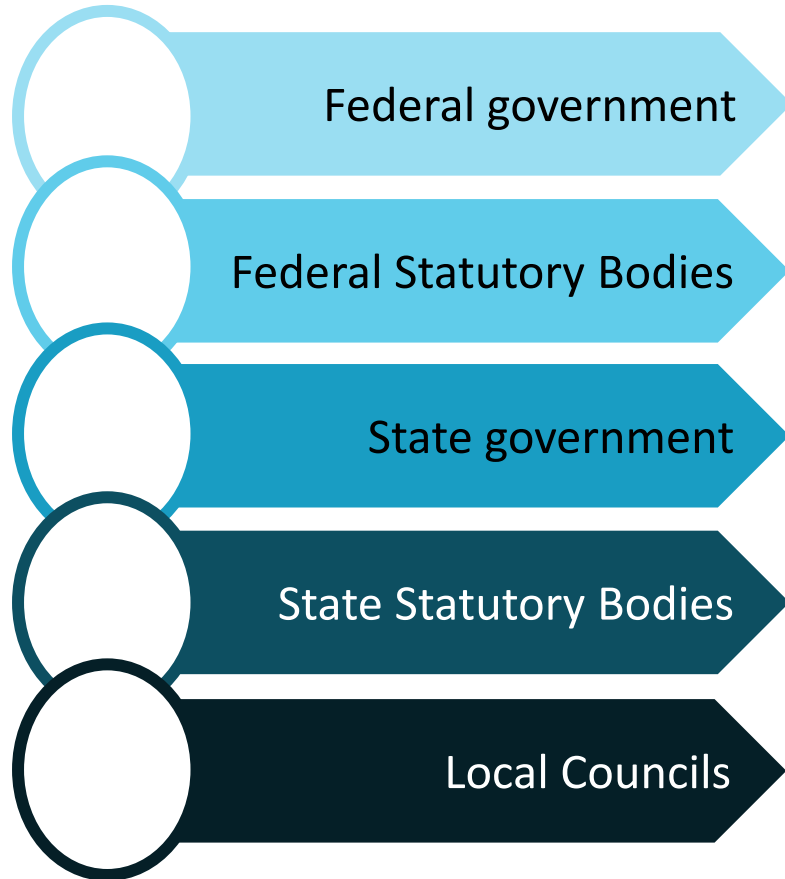 Federal government
Federal Statutory Bodies
State government
State Statutory Bodies
Local Councils